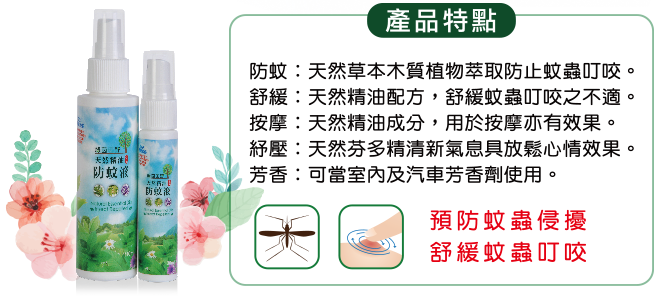 產品特點
防蚊：天然草本木質植物萃取防止蚊蟲叮咬。
舒緩：天然精油配方，舒緩蚊蟲叮咬之不適。
按摩：天然精油成分，用於按摩亦有效果。
紓壓：天然芬多精清新氣息具放鬆心情效果。
芳香：可當室內及汽車芳香劑使用。
預防蚊蟲侵擾
舒緩蚊蟲叮咬
天然精油
防蚊液
天然精油
防蚊液